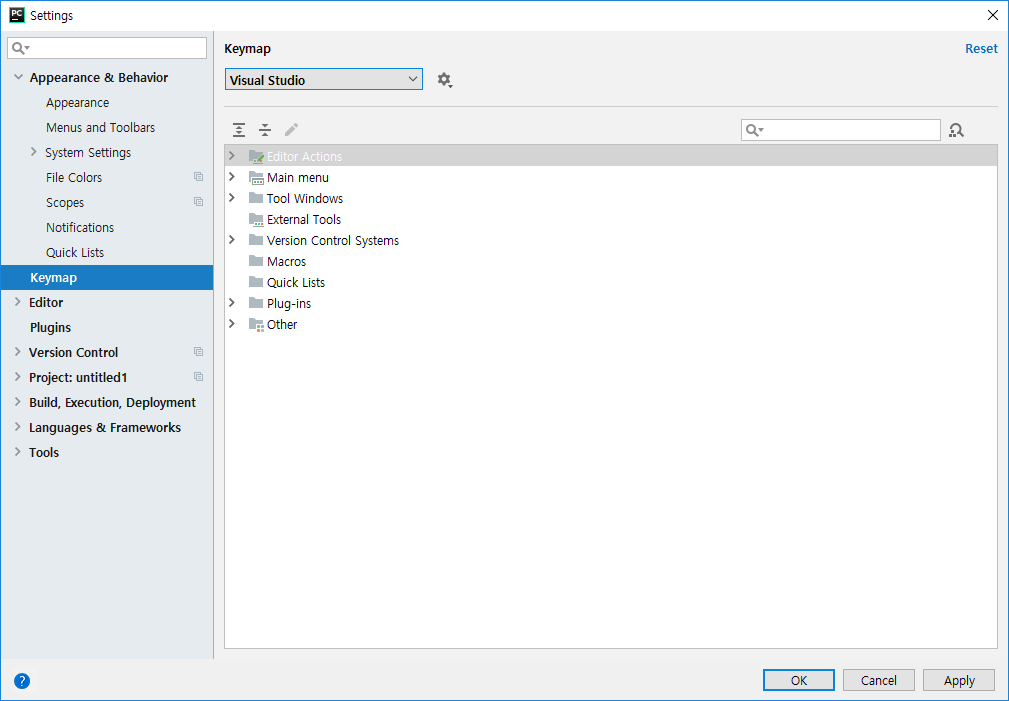 PC Settings
Appearance & Behavior
Appearance
Menus and Toolbars
System Settings
File Colors
Scopes
Notifications
Quick Lists
Keymap
Editor
Plugins
Version Control
Project: untitled1
Build, Execution, Deployment
Languages & Frameworks
Tools
Keymap
Reset
Visual Studio
Editor Actions
Main menu
Tool Windows
External Tools
Version Control Systems
Macros
Quick Lists
Plug-ins
Other
?
OK Cancel Apply